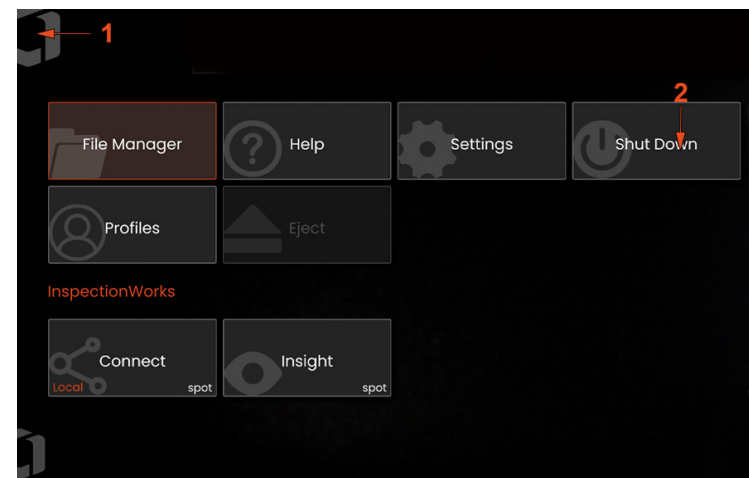 1
2
File Manager
Help
Settings
Shut Down
Profiles
Eject
InspectionWorks
Connect
Local
spot
Insight
spot